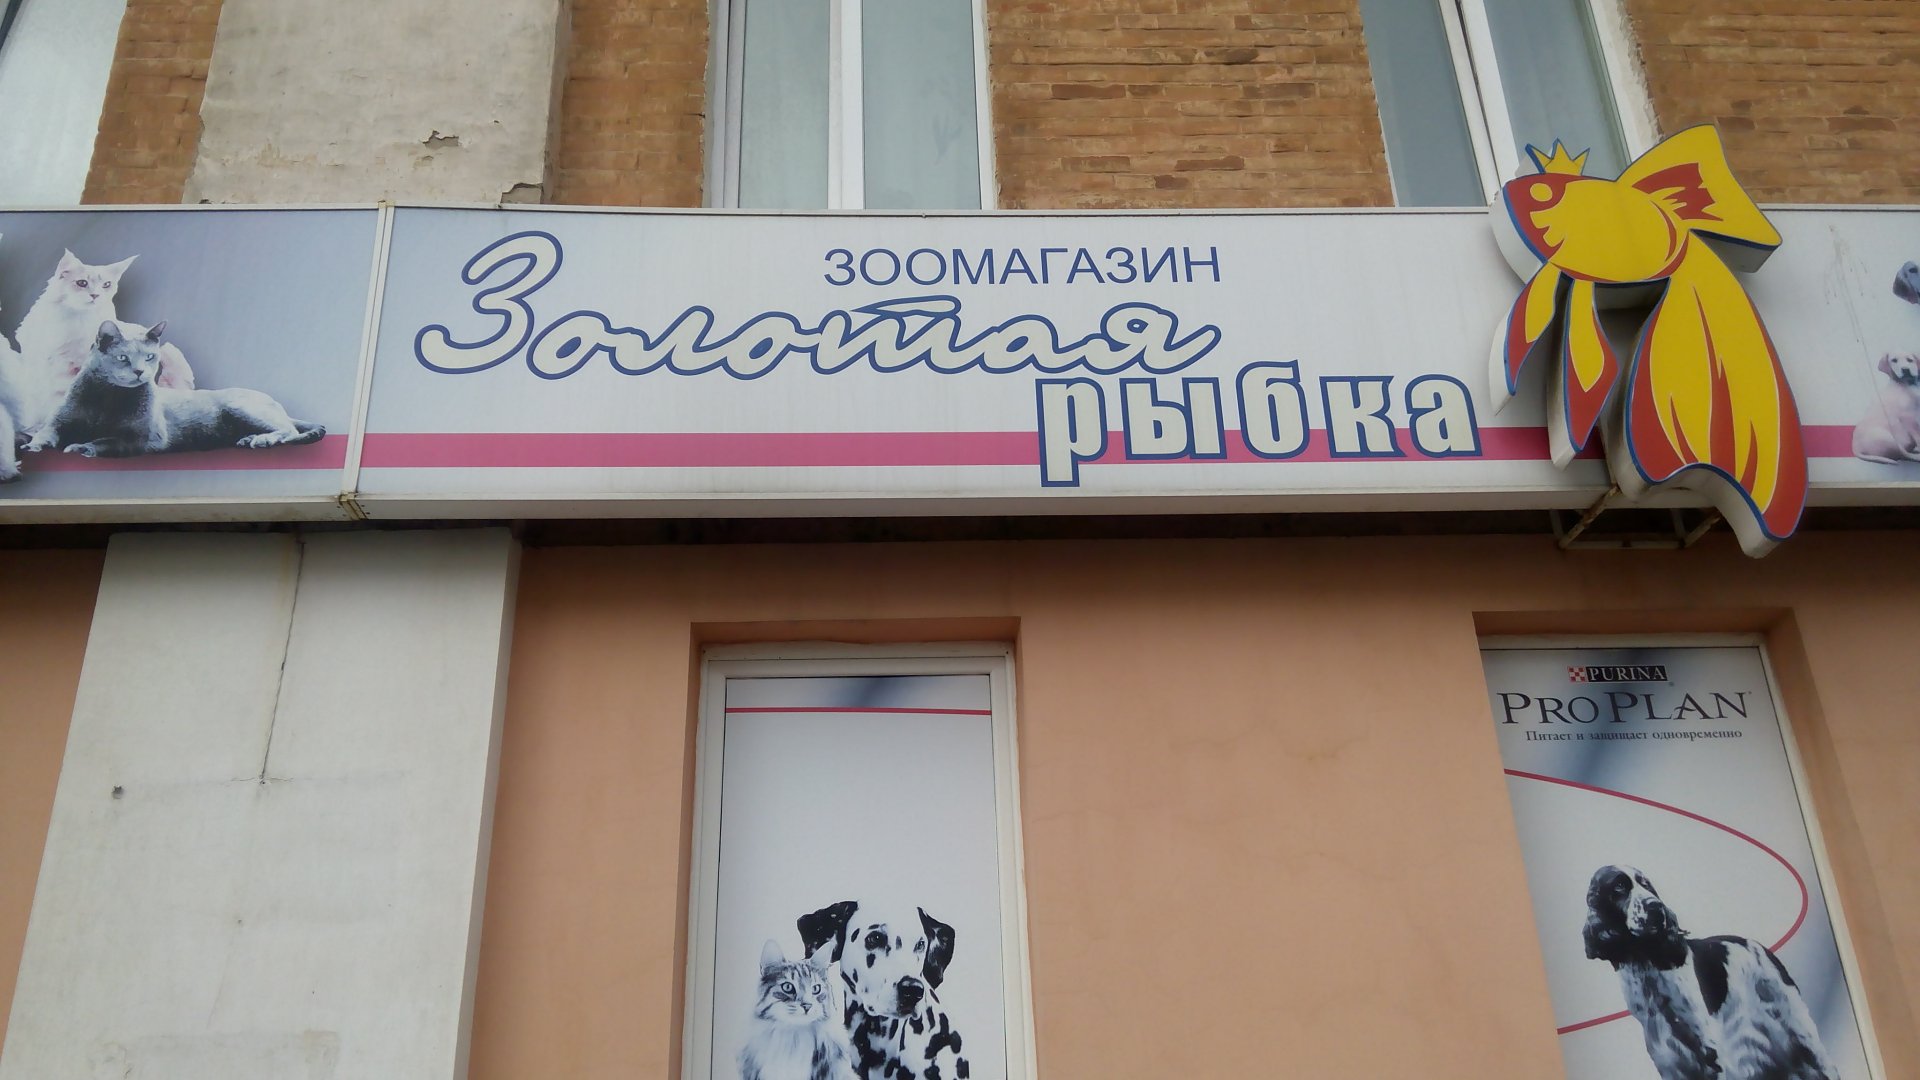 ЗООМАГАЗИН
Золотая
рыбка
PURINA
PRO PLAN
Питает и защищает одновременно